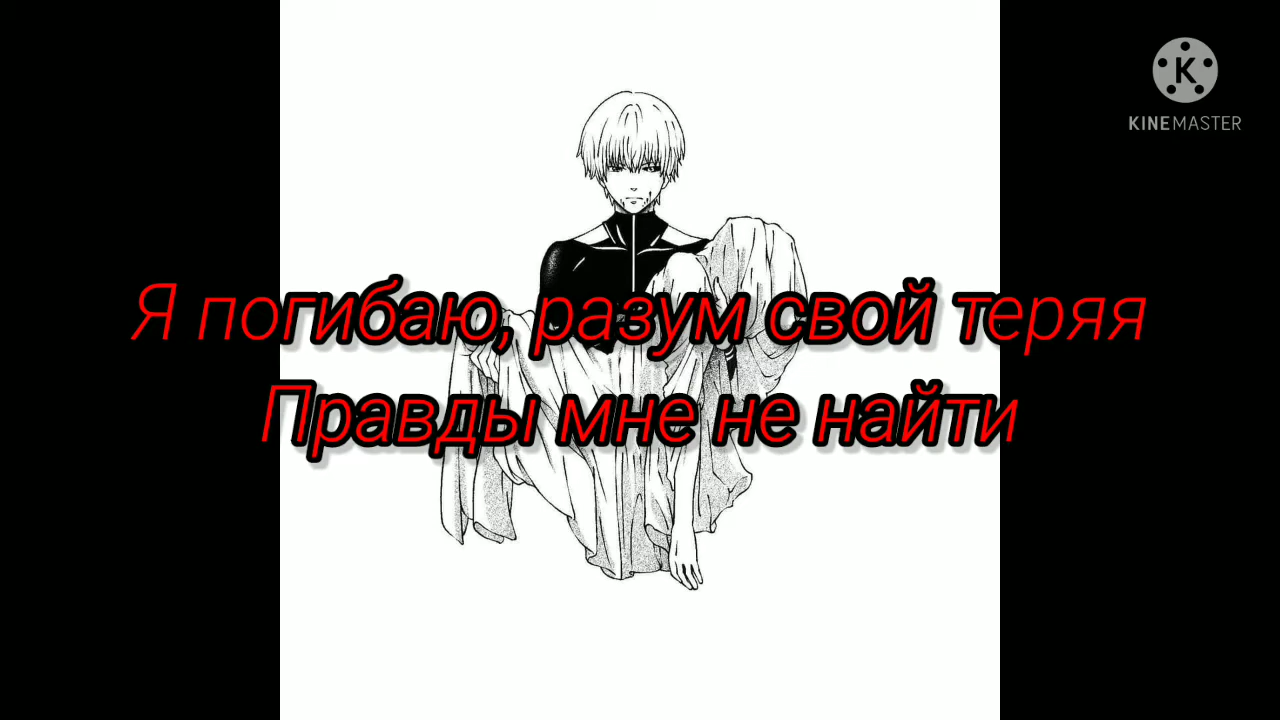 KINEMASTER
Я погибаю, разум свой теряя
Правды мне не найти